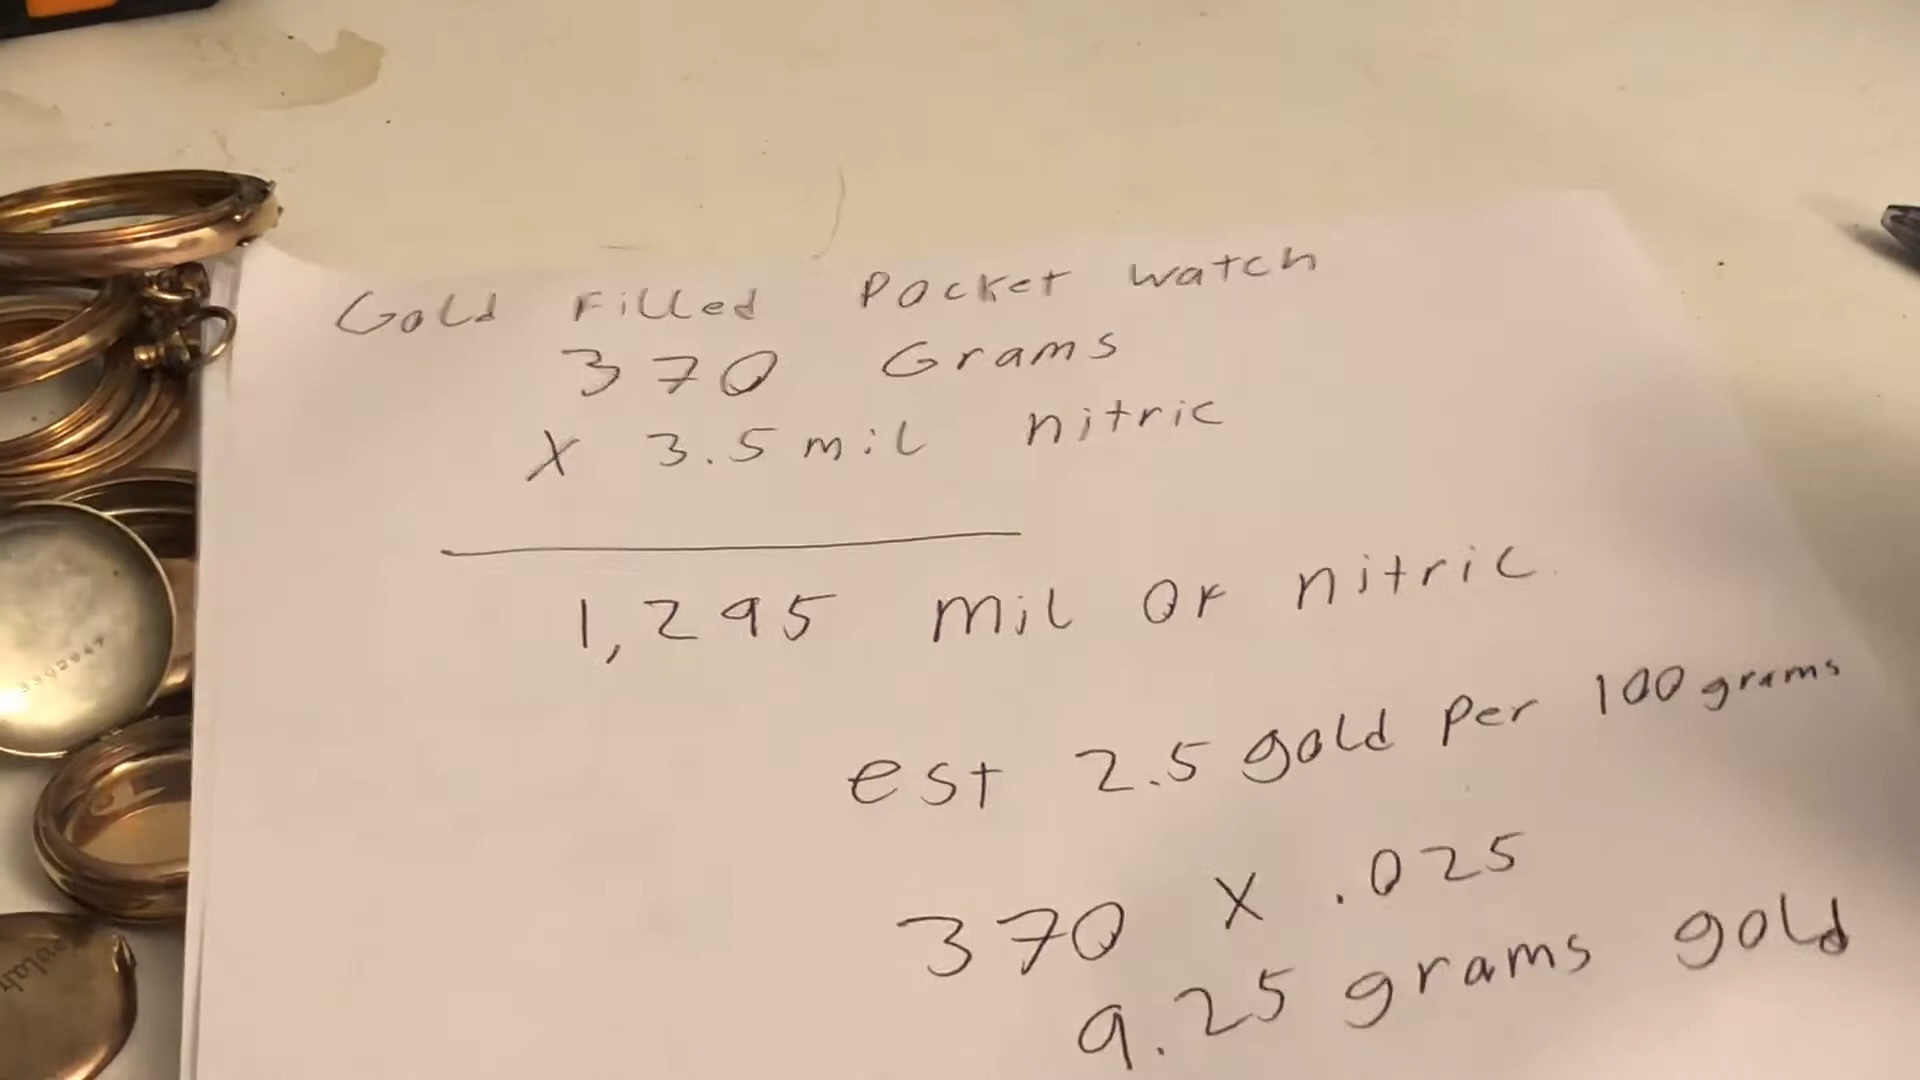 Gold Filled Pocket watch
370 Grams
X 3.5 mil nitric
1,295 mil OF nitric
est 2.5 gold Per 100 grams
370 X .025
9.25 grams gold